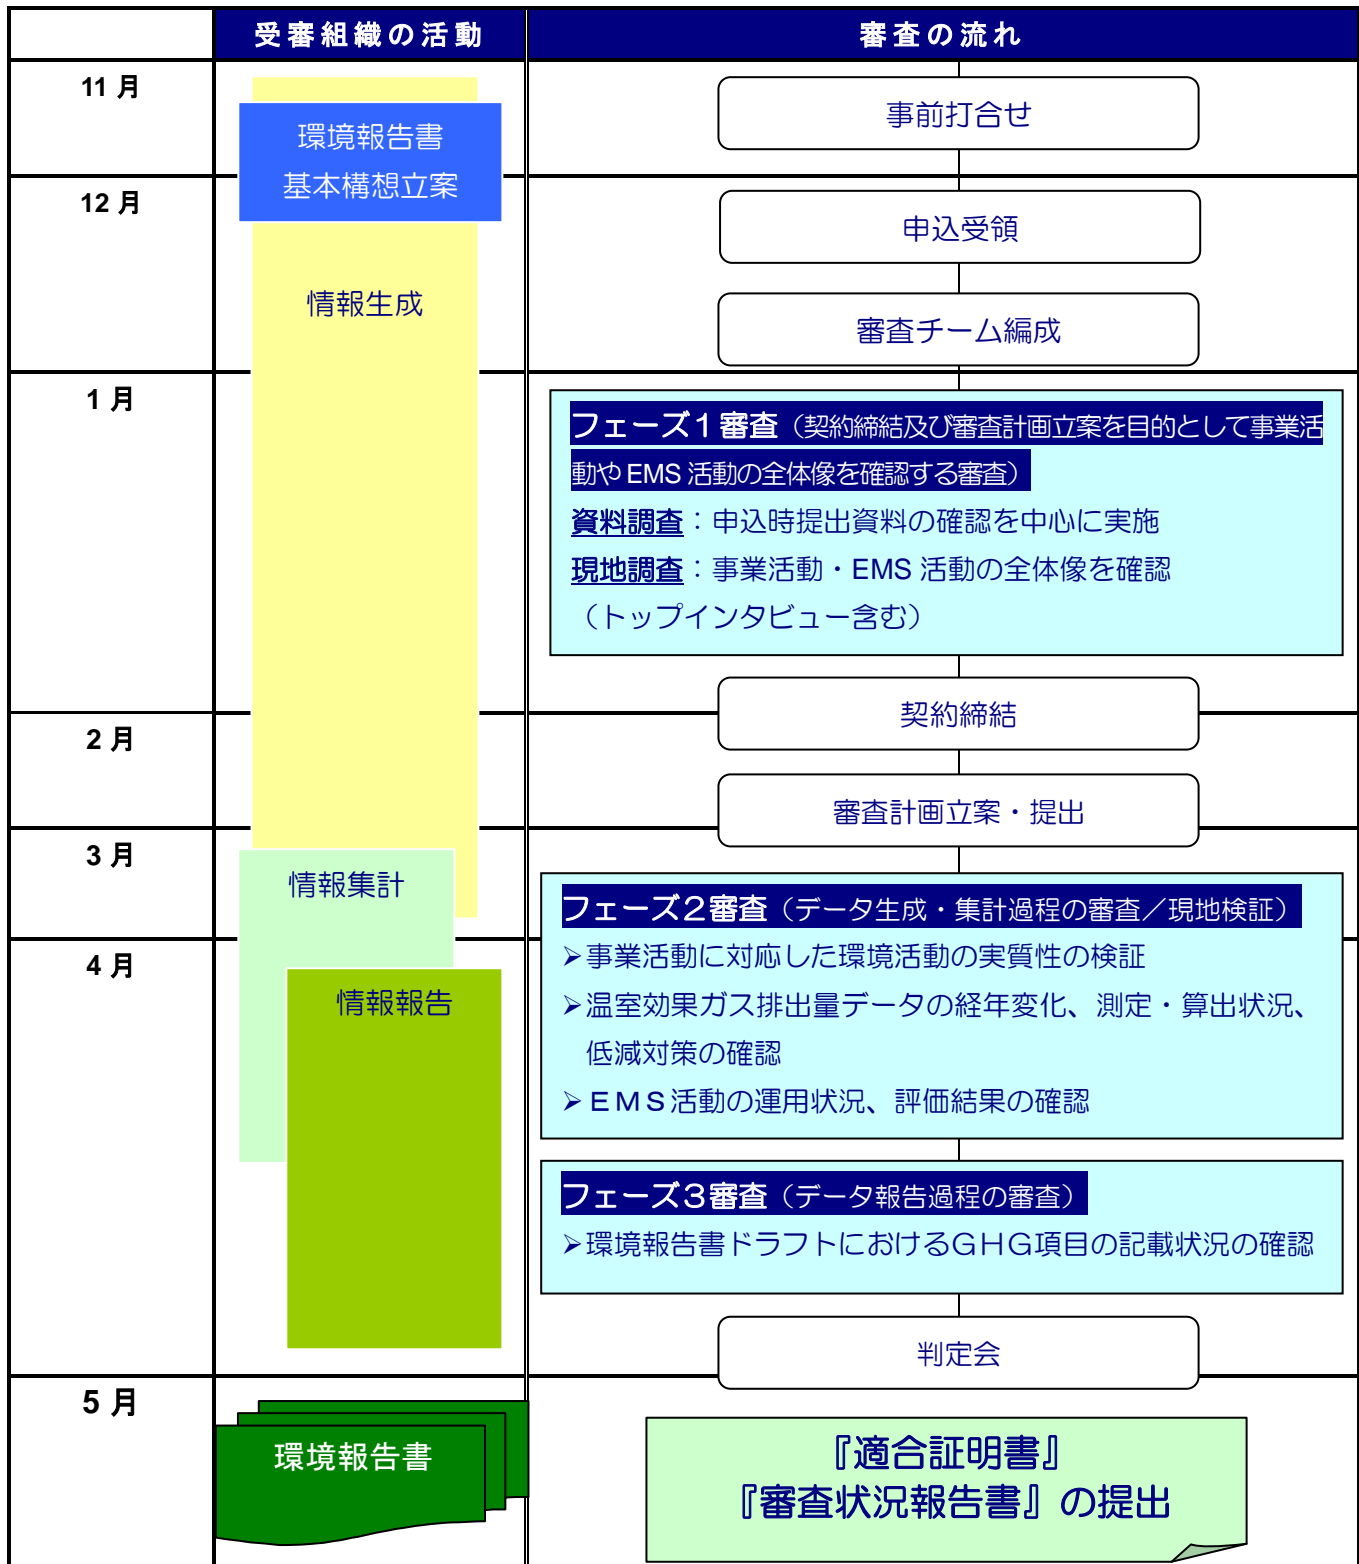 受審組織の活動
審査の流れ
11 月
環境報告書
基本構想立案
事前打合せ
12 月
申込受領
情報生成
審査チーム編成
1 月
フェーズ1審査（契約締結及び審査計画立案を目的として事業活
動や EMS 活動の全体像を確認する審査）
資料調査：申込時提出資料の確認を中心に実施
現地調査：事業活動・EMS 活動の全体像を確認
（トップインタビュー含む）
契約締結
2 月
審査計画立案・提出
3 月
情報集計
フェーズ2審査（データ生成・集計過程の審査／現地検証）
➢事業活動に対応した環境活動の実質性の検証
4 月
情報報告
➢温室効果ガス排出量データの経年変化、測定・算出状況、
低減対策の確認
➢ＥＭＳ活動の運用状況、評価結果の確認
フェーズ3審査（データ報告過程の審査）
➢環境報告書ドラフトにおけるGHG項目の記載状況の確認
判定会
5 月
環境報告書
『適合証明書』
『審査状況報告書』の提出